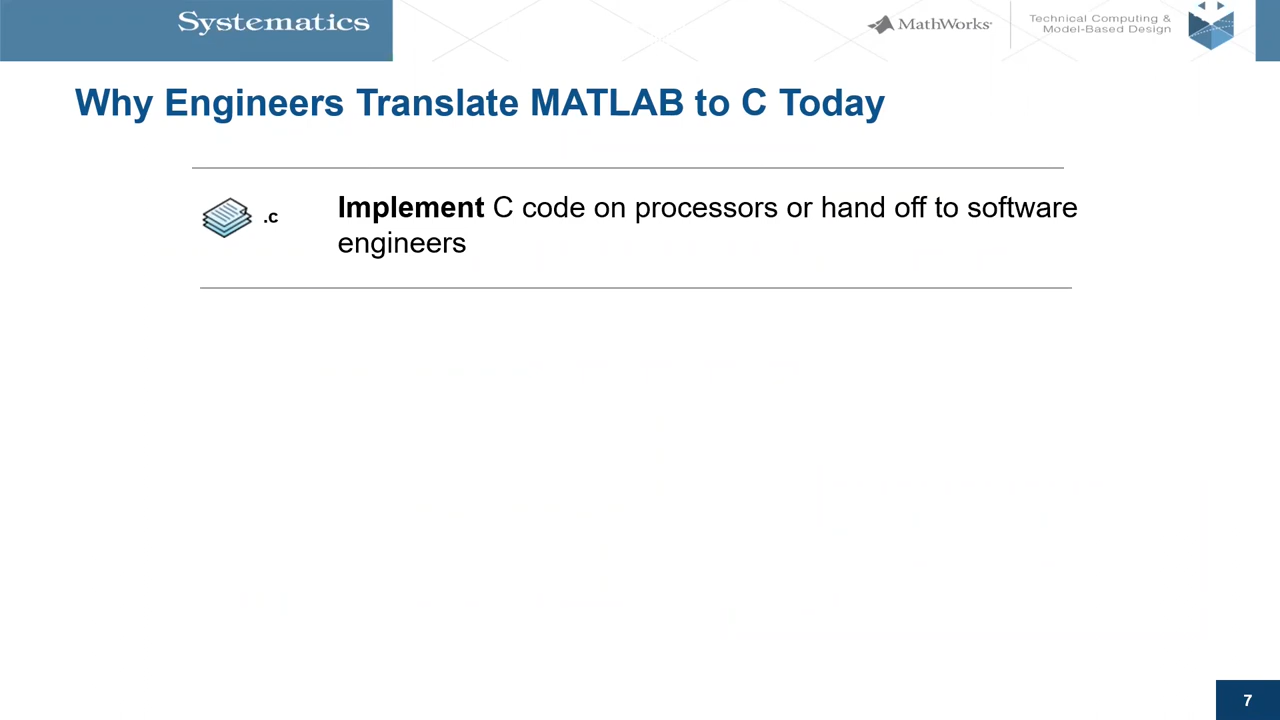 Systematics
MathWorks
Technical Computing &
Model-Based Design
Why Engineers Translate MATLAB to C Today
.c
Implement C code on processors or hand off to software
engineers
7